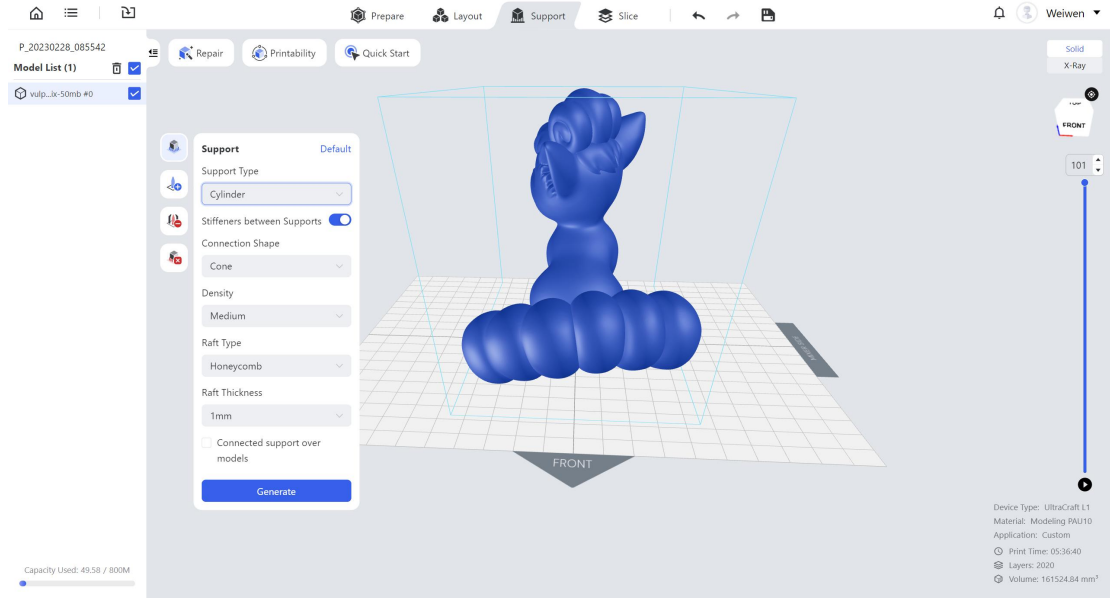 Prepare
Layout
Support
Slice
Weiwen
P_20230228_085542
Model List (1)
vulp...ix-50mb #0
Repair
Printability
Quick Start
Solid
X-Ray
FRONT
101
Support
Default
Support Type
Cylinder
Stiffeners between Supports
Connection Shape
Cone
Density
Medium
Raft Type
Honeycomb
Raft Thickness
1mm
Connected support over
models
Generate
FRONT
Device Type: UltraCraft L1
Material: Modeling PAU10
Application: Custom
Print Time: 05:36:40
Layers: 2020
Volume: 161524.84 mm³
Capacity Used: 49.58 / 800M